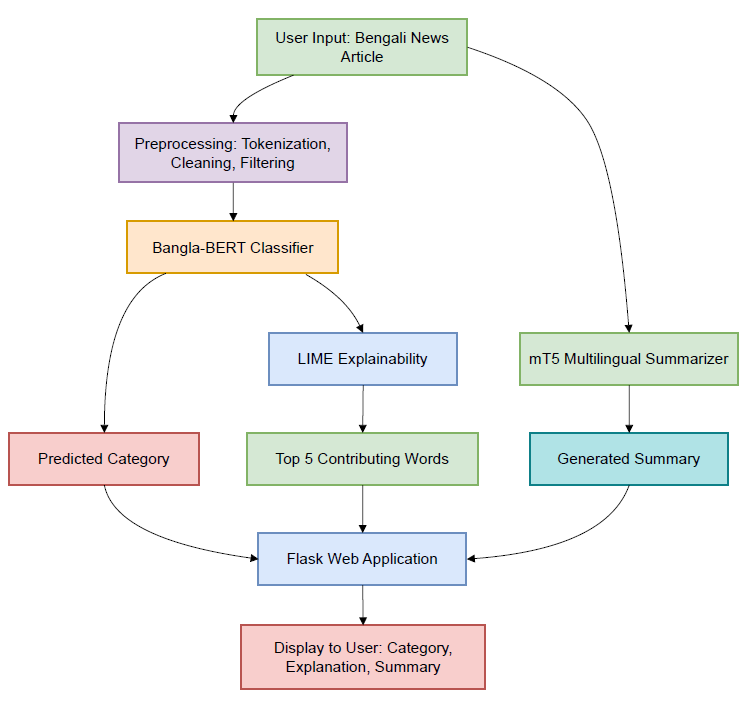 User Input: Bengali News
Article
Preprocessing: Tokenization,
Cleaning, Filtering
Bangla-BERT Classifier
LIME Explainability
mT5 Multilingual Summarizer
Predicted Category
Top 5 Contributing Words
Generated Summary
Flask Web Application
Display to User: Category,
Explanation, Summary